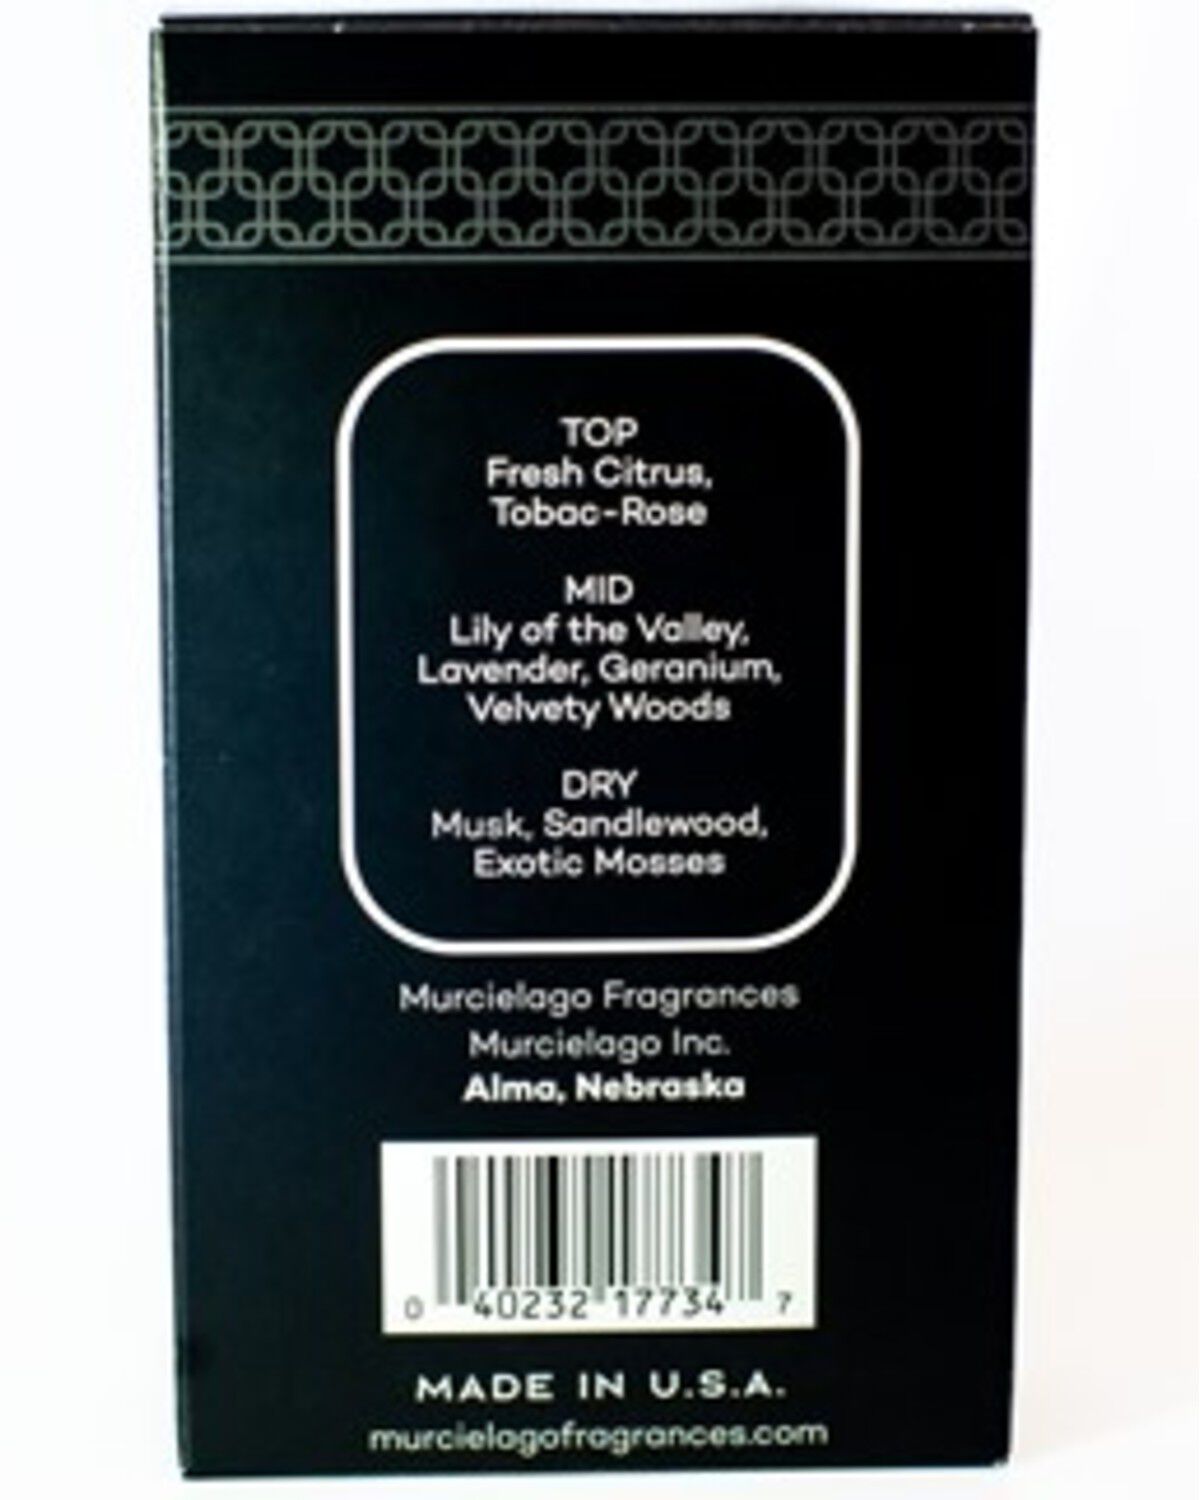 TOP
Fresh Citrus,
Tobac-Rose
MID
Lily of the Valley,
Lavender, Geranium,
Velvety Woods
DRY
Musk, Sandlewood,
Exotic Mosses
Murcielago Fragrances
Murcielago Inc.
Alma, Nebraska
0 40232 17734 7
MADE IN U.S.A.
murcielagofragrances.com